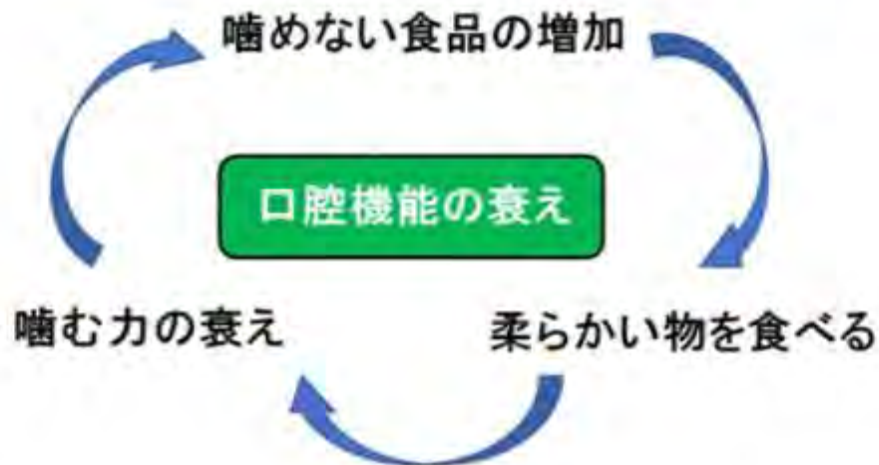 噛めない食品の増加
口腔機能の衰え
噛む力の衰え
柔らかい物を食べる